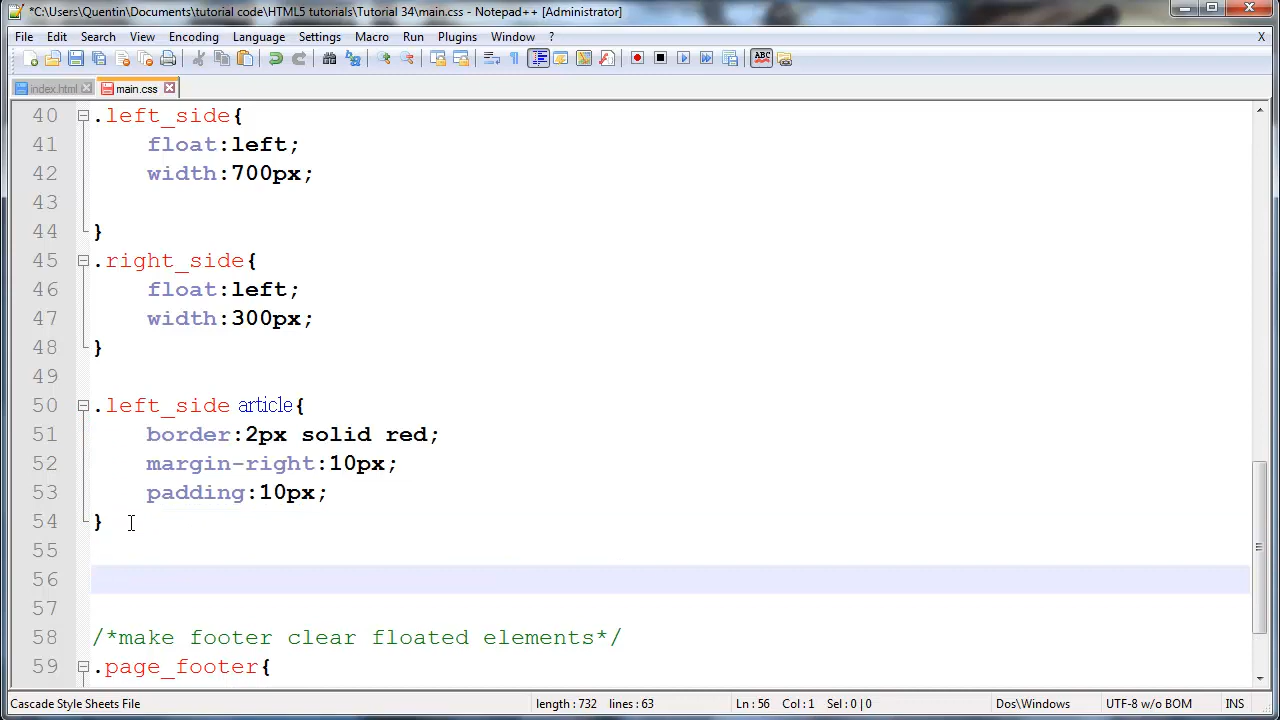 *C:\Users\Quentin\Documents\tutorial code\HTML5 tutorials\Tutorial 34\main.css - Notepad++ [Administrator]
File Edit Search View Encoding Language Settings Macro Run Plugins Window ? X
index.html main.css
40 .left_side{
41 float:left;
42 width:700px;
43
44 }
45 .right_side{
46 float:left;
47 width:300px;
48 }
49
50 .left_side article{
51 border:2px solid red;
52 margin-right:10px;
53 padding:10px;
54 }
55
56
57
58 /*make footer clear floated elements*/
59 .page_footer{
Cascade Style Sheets File length : 732 lines : 63 Ln : 56 Col : 1 Sel : 0 | 0 Dos\Windows UTF-8 w/o BOM INS